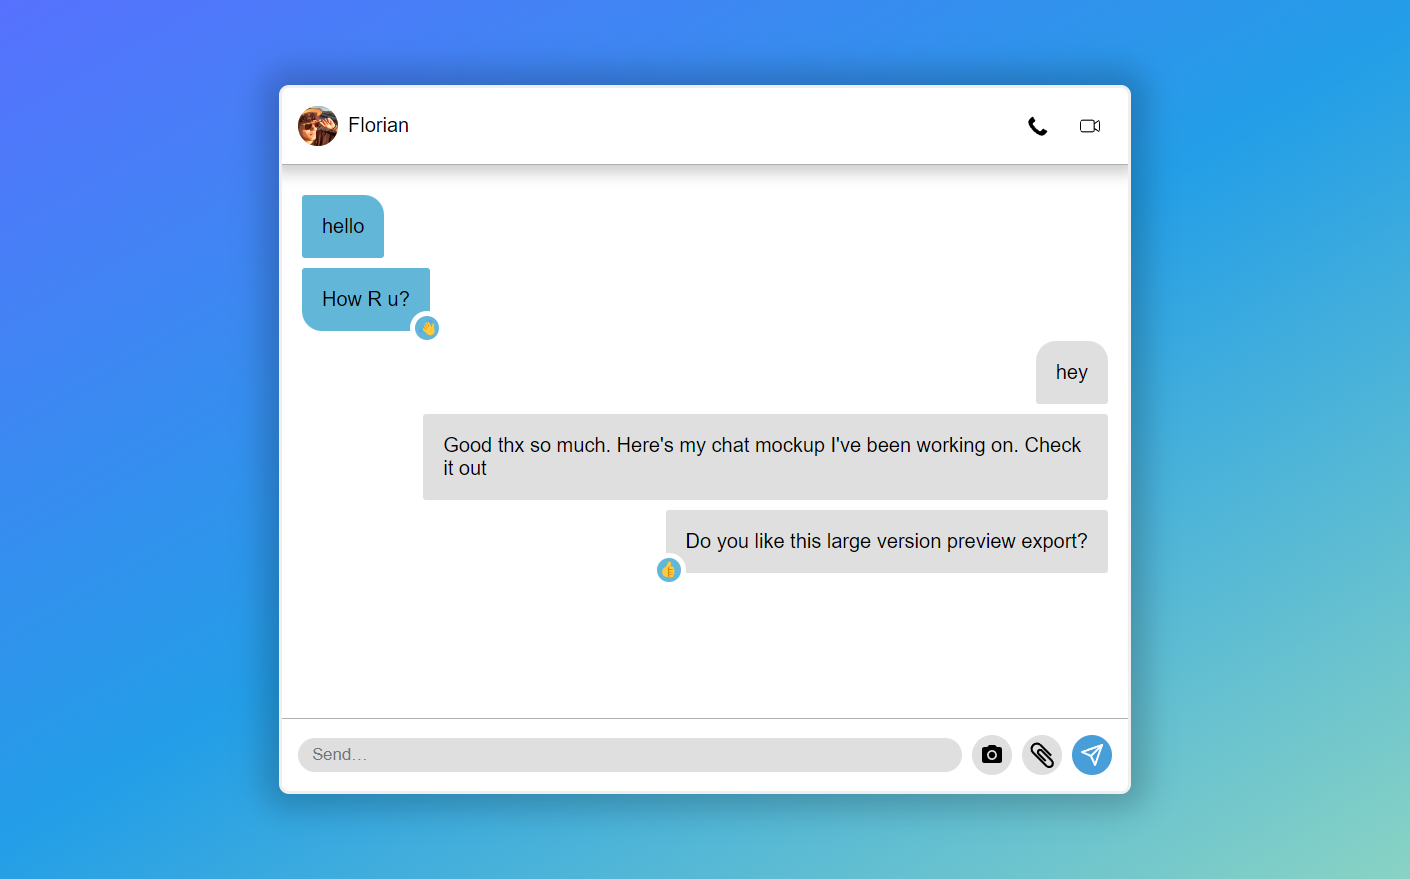 Florian
hello
How R u?
hey
Good thx so much. Here's my chat mockup I've been working on. Check
it out
Do you like this large version preview export?
Send...